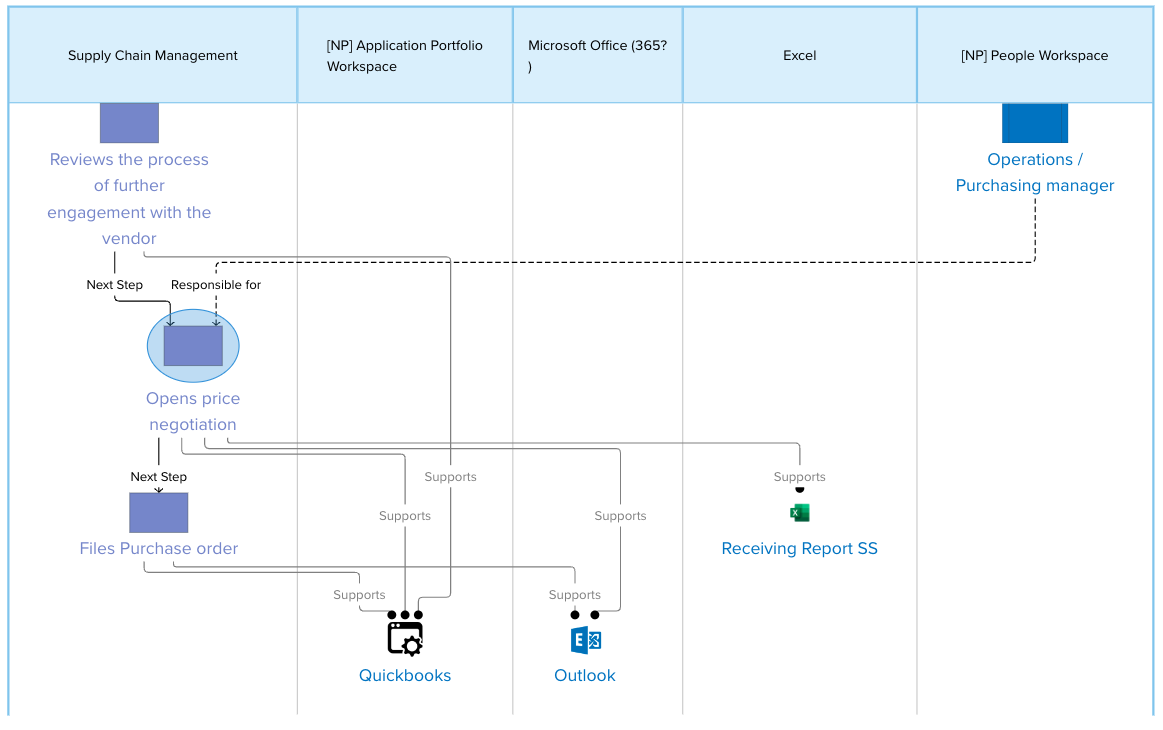 Supply Chain Management
[NP] Application Portfolio
Workspace
Microsoft Office (365?
)
Excel
[NP] People Workspace
Reviews the process
of further
engagement with the
vendor
Operations /
Purchasing manager
Next Step
Responsible for
Opens price
negotiation
Next Step
Supports
Supports
Supports
Supports
Files Purchase order
X
Receiving Report SS
Supports
Supports
E
Quickbooks
Outlook